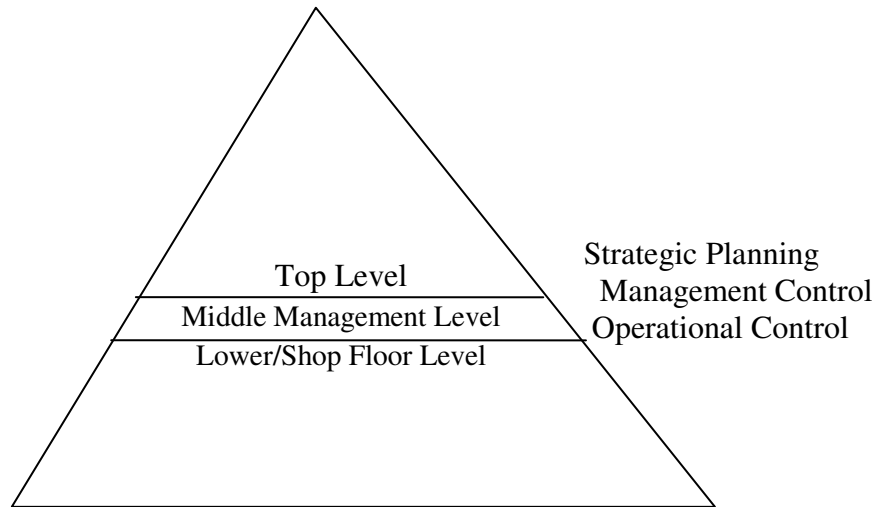 Top Level
Middle Management Level
Lower/Shop Floor Level
Strategic Planning
Management Control
Operational Control